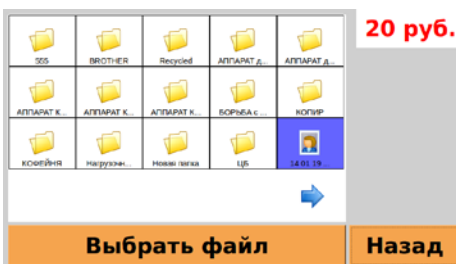 20 руб.
555 BROTHER Recycled АППАРАТ д... АППАРАТ д...
АППАРАТ К... АППАРАТ К... АППАРАТ К... БОРЬБА с ... КОПИР
КОФЕЙНЯ Нагрузочн... Новая папка ЦБ 14 01 19 ...
Выбрать файл Назад